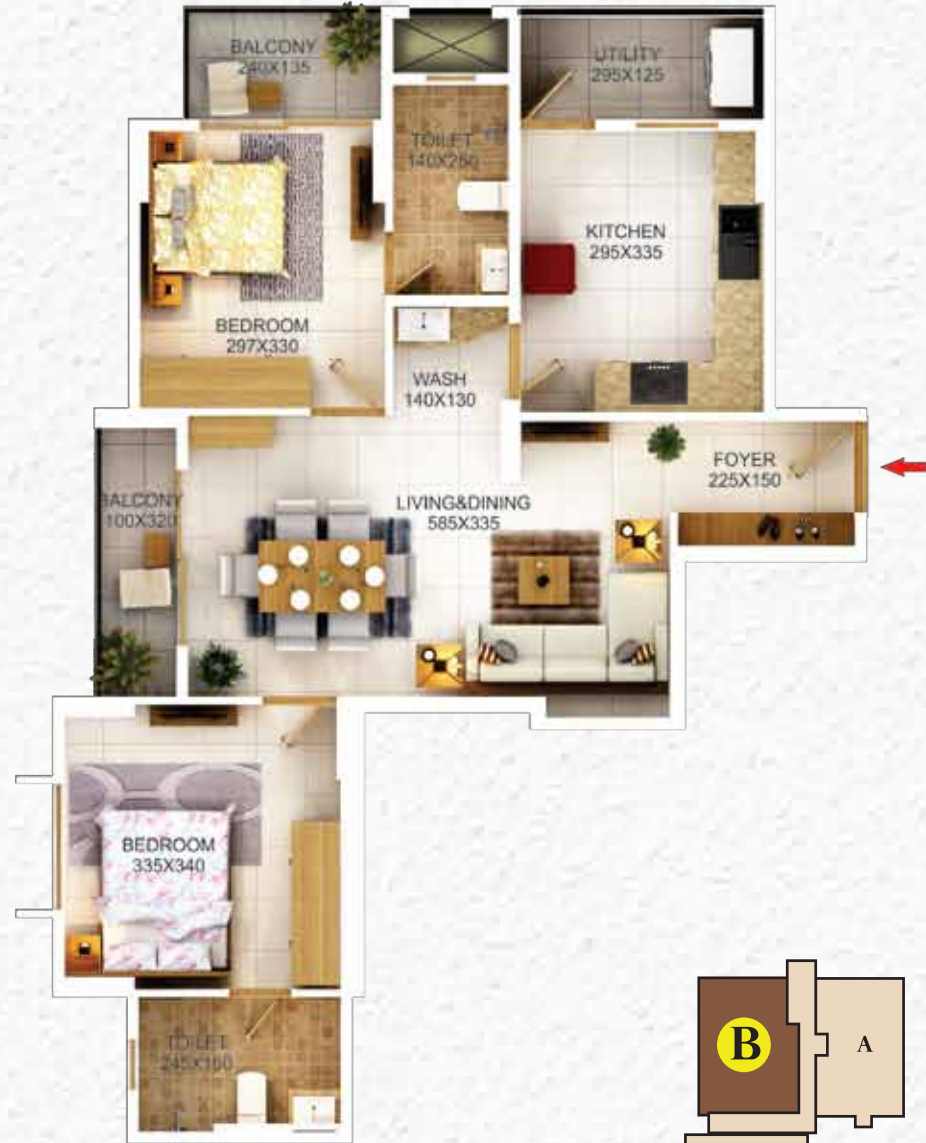 BALCONY
240X135
UTILITY
295X125
TOILET
140X250
KITCHEN
295X335
BEDROOM
297X330
WASH
140X130
FOYER
225X150
BALCONY
100X320
LIVING&DINING
585X335
BEDROOM
335X340
TOILET
245X160
B
A